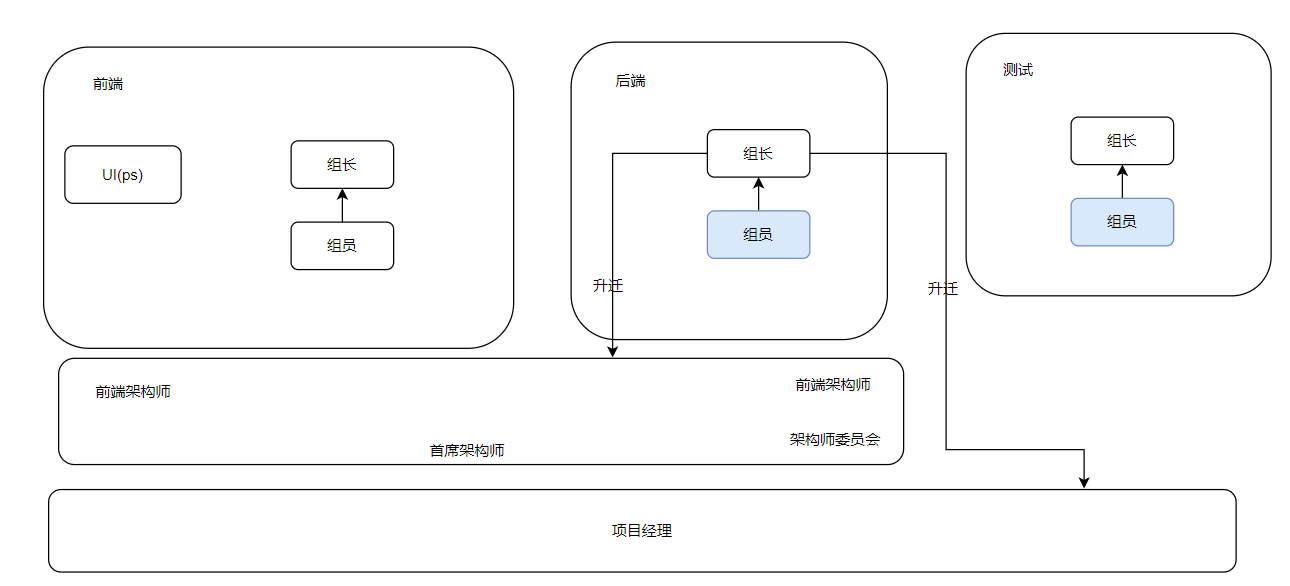 前端
后端
测试
UI(ps)
组长
组员
组长
组员
组长
组员
升迁
升迁
前端架构师
前端架构师
首席架构师
架构师委员会
项目经理